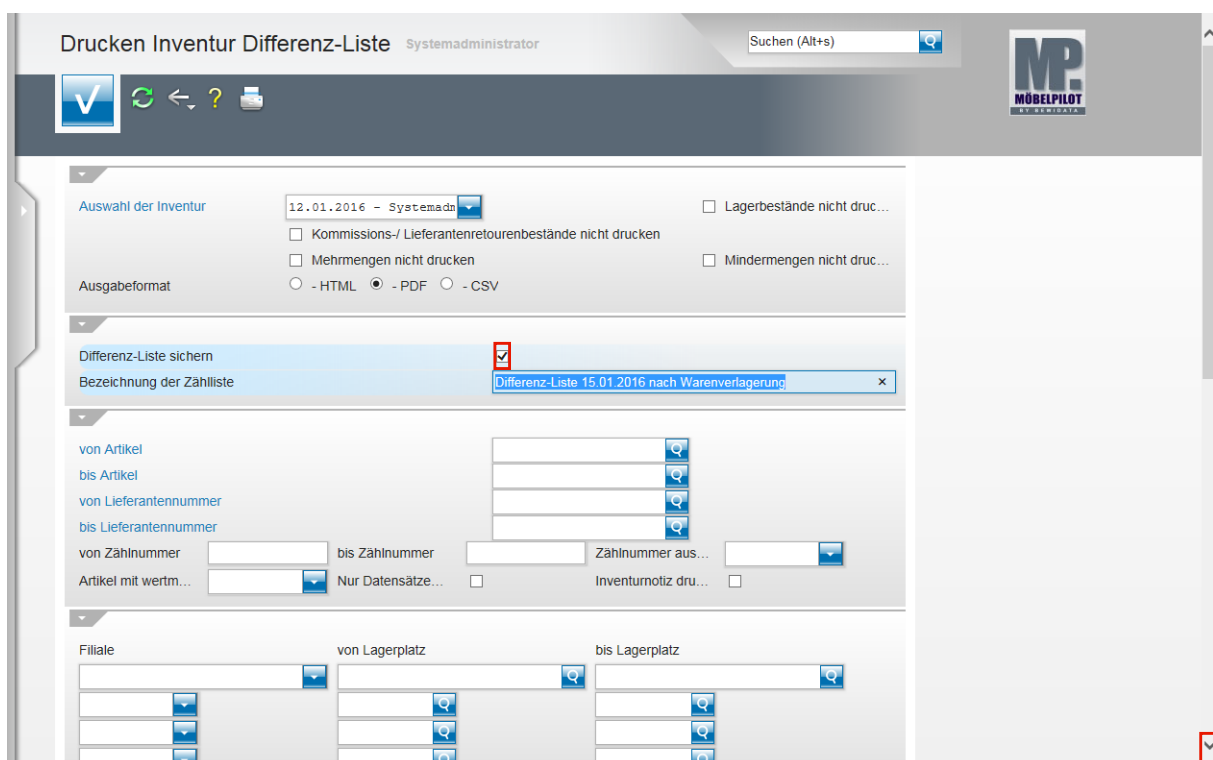 Drucken Inventur Differenz-Liste Systemadministrator Suchen (Alt+s)
MP.
MÖBELPILOT
BY SEMIDATA
?
Auswahl der Inventur 12.01.2016 - Systemadm Lagerbestände nicht druc...
Kommissions-/ Lieferantenretourenbestände nicht drucken
Mehrmengen nicht drucken Mindermengen nicht druc...
Ausgabeformat - HTML - PDF - CSV
Differenz-Liste sichern
Bezeichnung der Zählliste Differenz-Liste 15.01.2016 nach Warenverlagerung ×
von Artikel
bis Artikel
von Lieferantennummer
bis Lieferantennummer
von Zählnummer bis Zählnummer Zählnummer aus...
Artikel mit wertm... Nur Datensätze... Inventurnotiz dru...
Filiale von Lagerplatz bis Lagerplatz